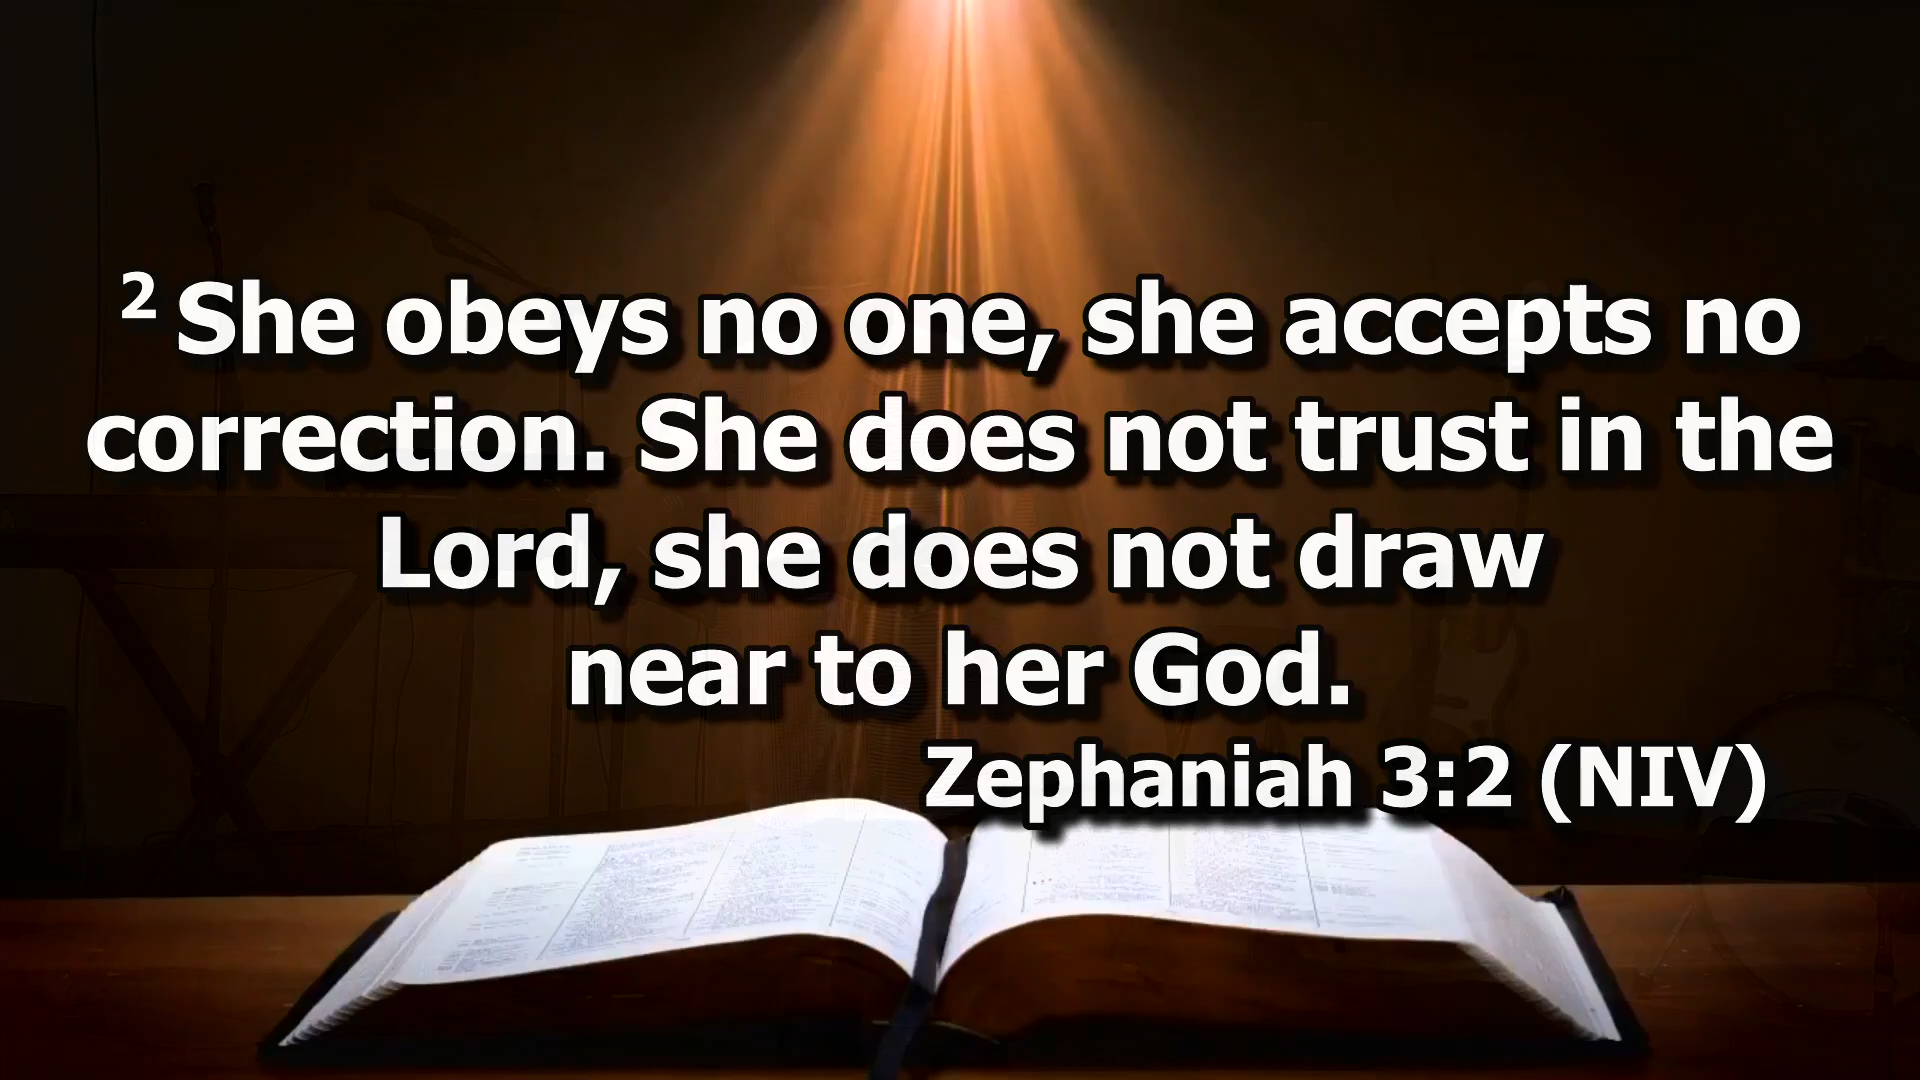 2 She obeys no one, she accepts no
correction. She does not trust in the
Lord, she does not draw
near to her God.
Zephaniah 3:2 (NIV)